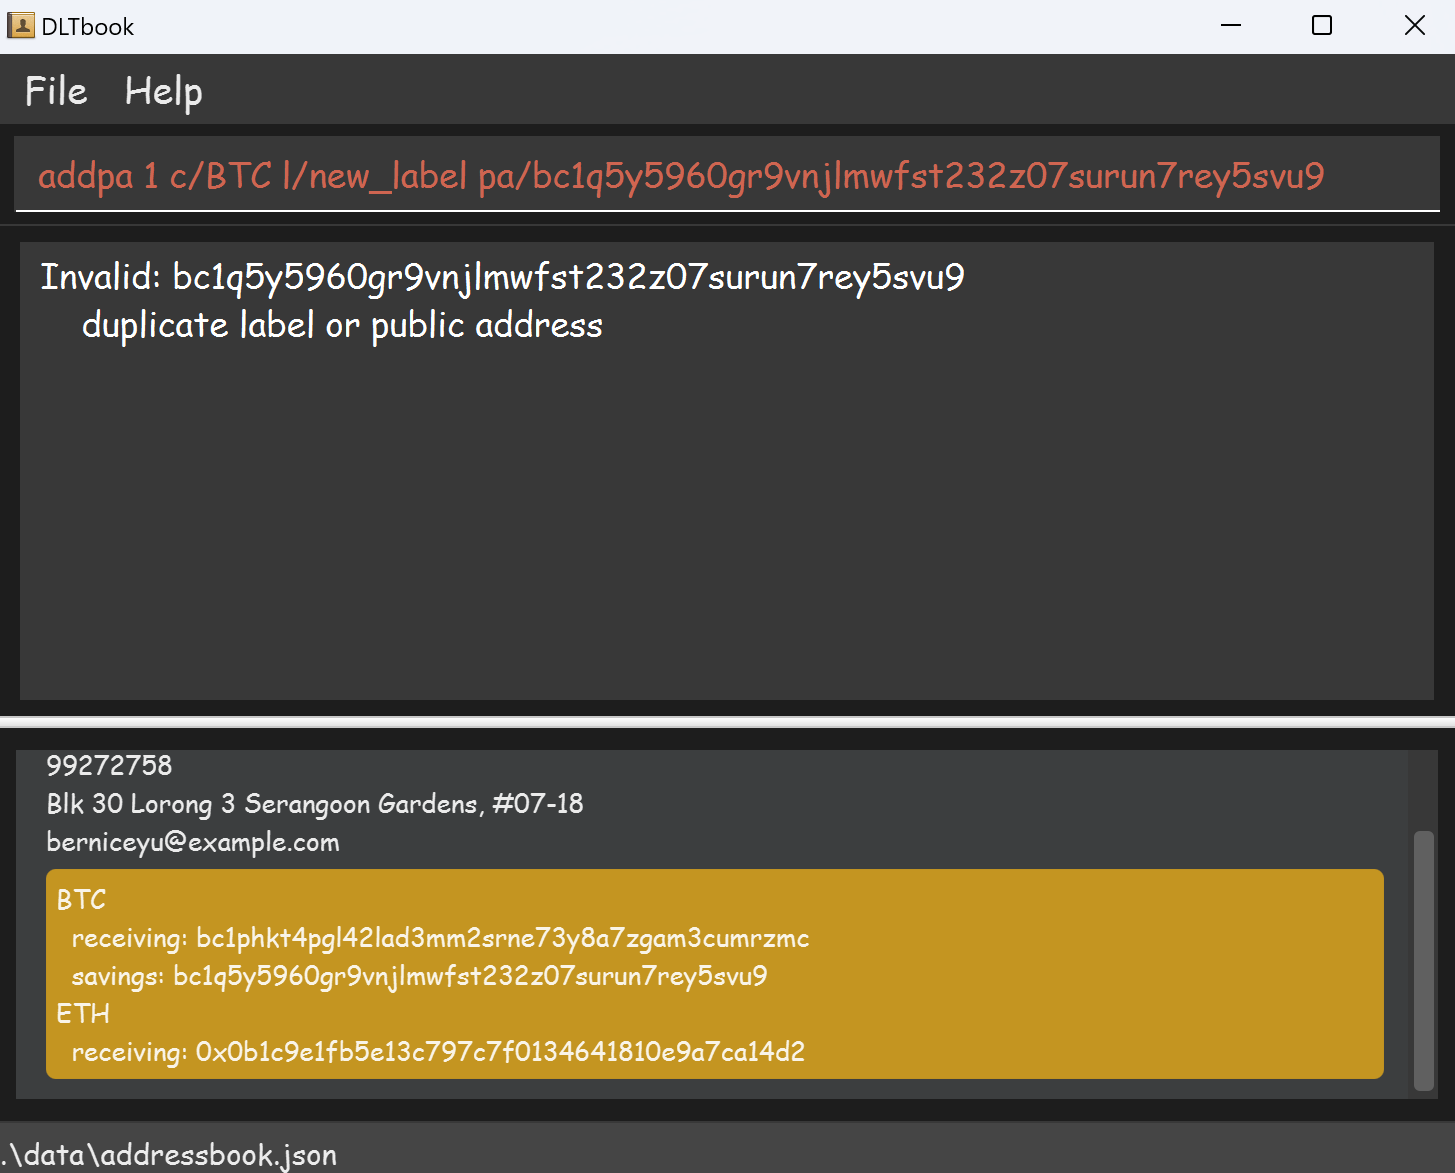 DLTbook
File Help
addpa 1 c/BTC l/new_label pa/bc1q5y5960gr9vnjlmwfst232z07surun7rey5svu9
Invalid: bc1q5y5960gr9vnjlmwfst232z07surun7rey5svu9
duplicate label or public address
99272758
Blk 30 Lorong 3 Serangoon Gardens, #07-18
berniceyu@example.com
BTC
receiving: bc1phkt4pgl42lad3mm2srne73y8a7zgam3cumrzmc
savings: bc1q5y5960gr9vnjlmwfst232z07surun7rey5svu9
ETH
receiving: 0x0b1c9e1fb5e13c797c7f0134641810e9a7ca14d2
.\data\addressbook.json